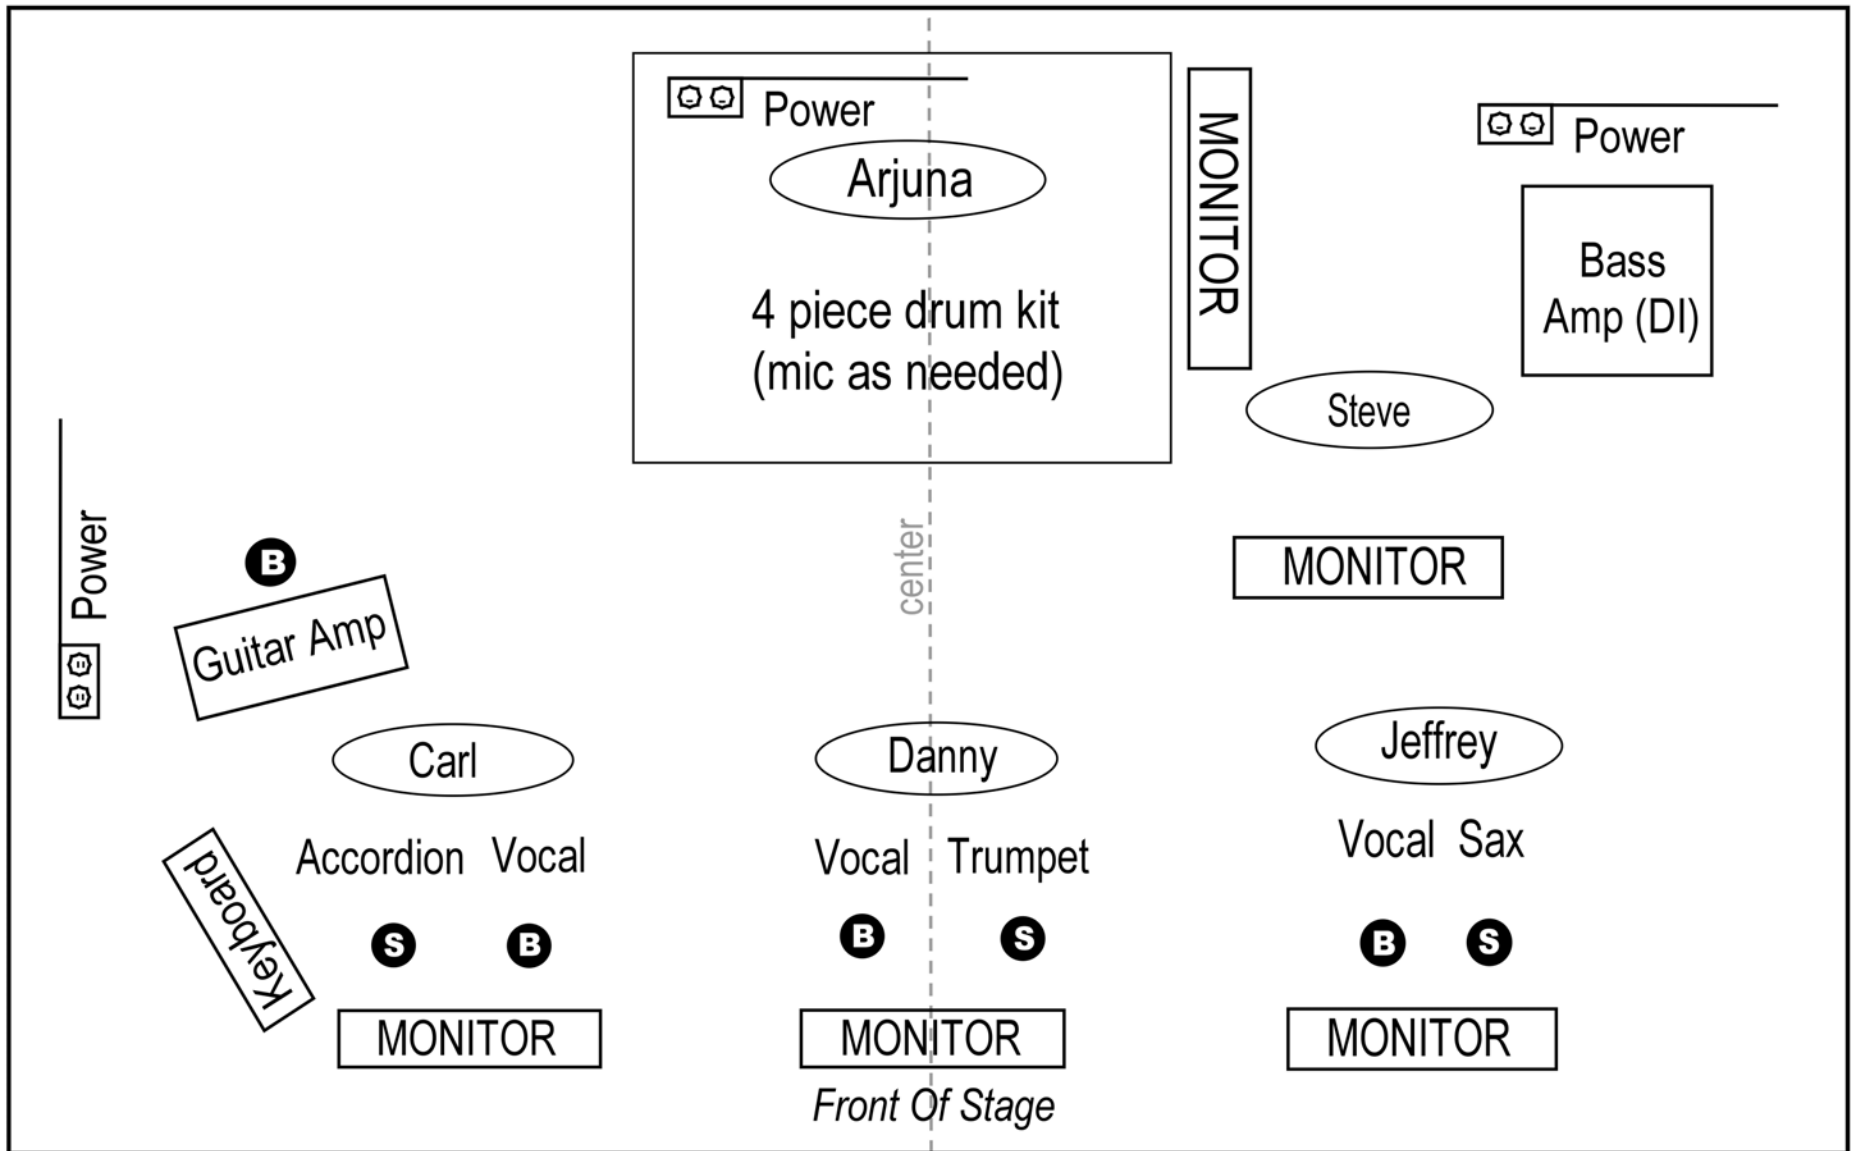 Power
Arjuna
4 piece drum kit
(mic as needed)
MONITOR
Power
Bass
Amp (DI)
Steve
MONITOR
center
Power
B
Guitar Amp
Carl
Accordion Vocal
S B
Keyboard
MONITOR
Danny
Vocal Trumpet
B S
MONITOR
Jeffrey
Vocal Sax
B S
MONITOR
Front Of Stage